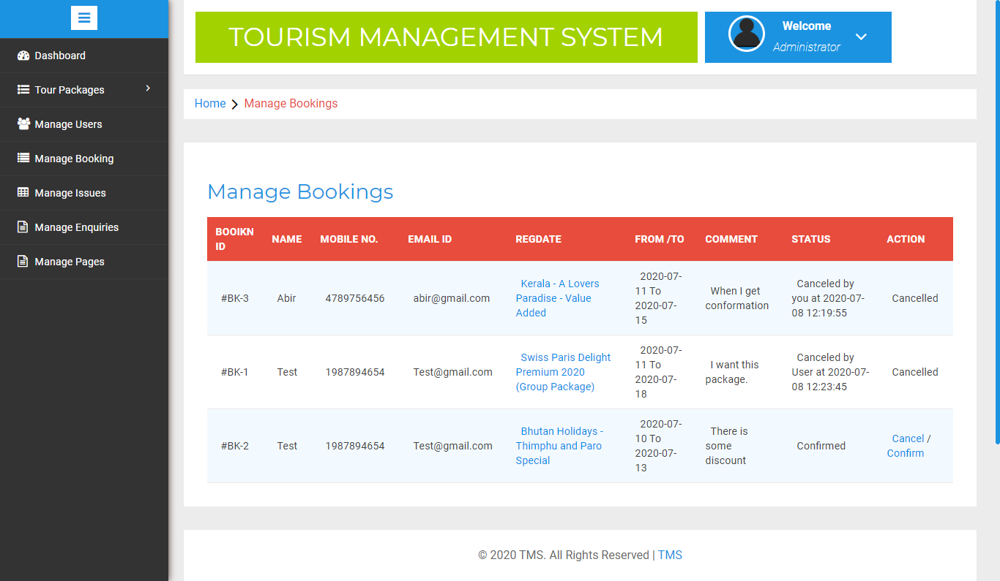 TOURISM MANAGEMENT SYSTEM
Welcome
Administrator
Dashboard
Tour Packages
Manage Users
Manage Booking
Manage Issues
Manage Enquiries
Manage Pages
Home > Manage Bookings
Manage Bookings
BOOIKN ID NAME MOBILE NO. EMAIL ID REGDATE FROM /TO COMMENT STATUS ACTION
#BK-3 Abir 4789756456 abir@gmail.com Kerala - A Lovers Paradise - Value Added 2020-07-11 To 2020-07-15 When I get conformation Canceled by you at 2020-07-08 12:19:55 Cancelled
#BK-1 Test 1987894654 Test@gmail.com Swiss Paris Delight Premium 2020 (Group Package) 2020-07-11 To 2020-07-18 I want this package. Canceled by User at 2020-07-08 12:23:45 Cancelled
#BK-2 Test 1987894654 Test@gmail.com Bhutan Holidays - Thimphu and Paro Special 2020-07-10 To 2020-07-13 There is some discount Confirmed Cancel / Confirm
© 2020 TMS. All Rights Reserved | TMS